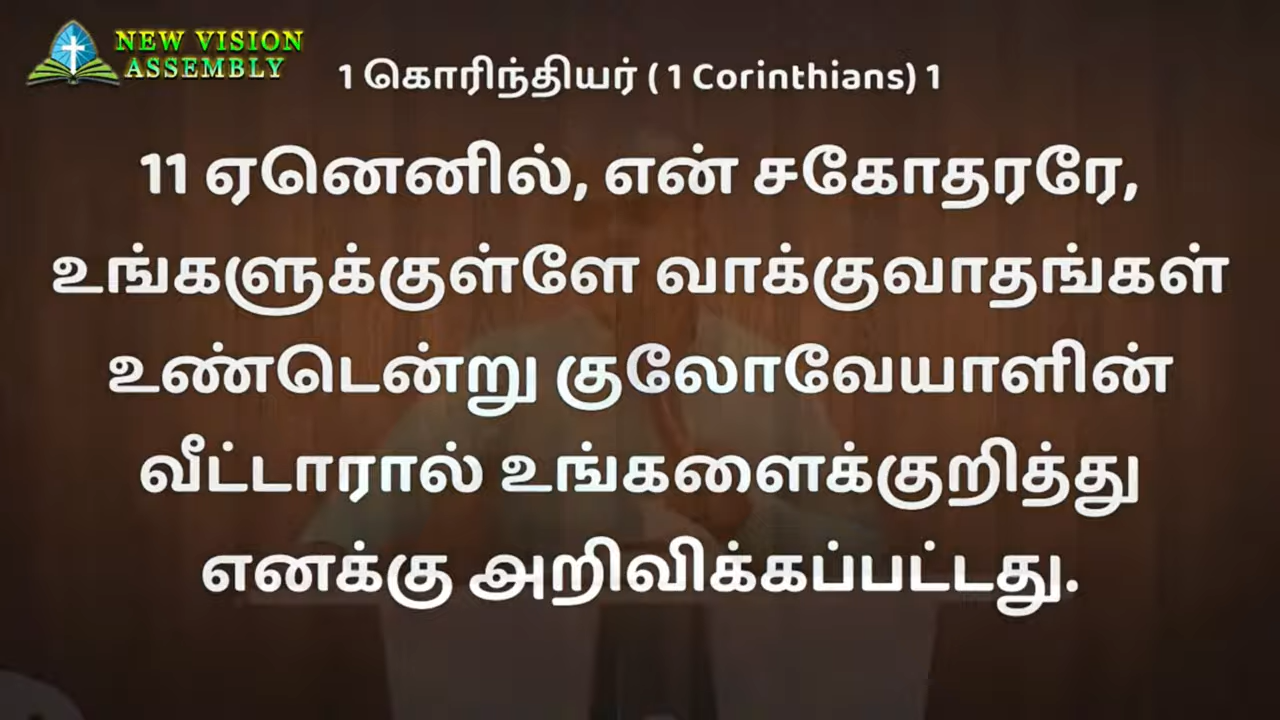 NEW VISION
ASSEMBLY
1 கொரிந்தியர் ( 1 Corinthians) 1
11 ஏனெனில், என் சகோதரரே,
உங்களுக்குள்ளே வாக்குவாதங்கள்
உண்டென்று குலோவேயாளின்
வீட்டாரால் உங்களைக்குறித்து
எனக்கு அறிவிக்கப்பட்டது.